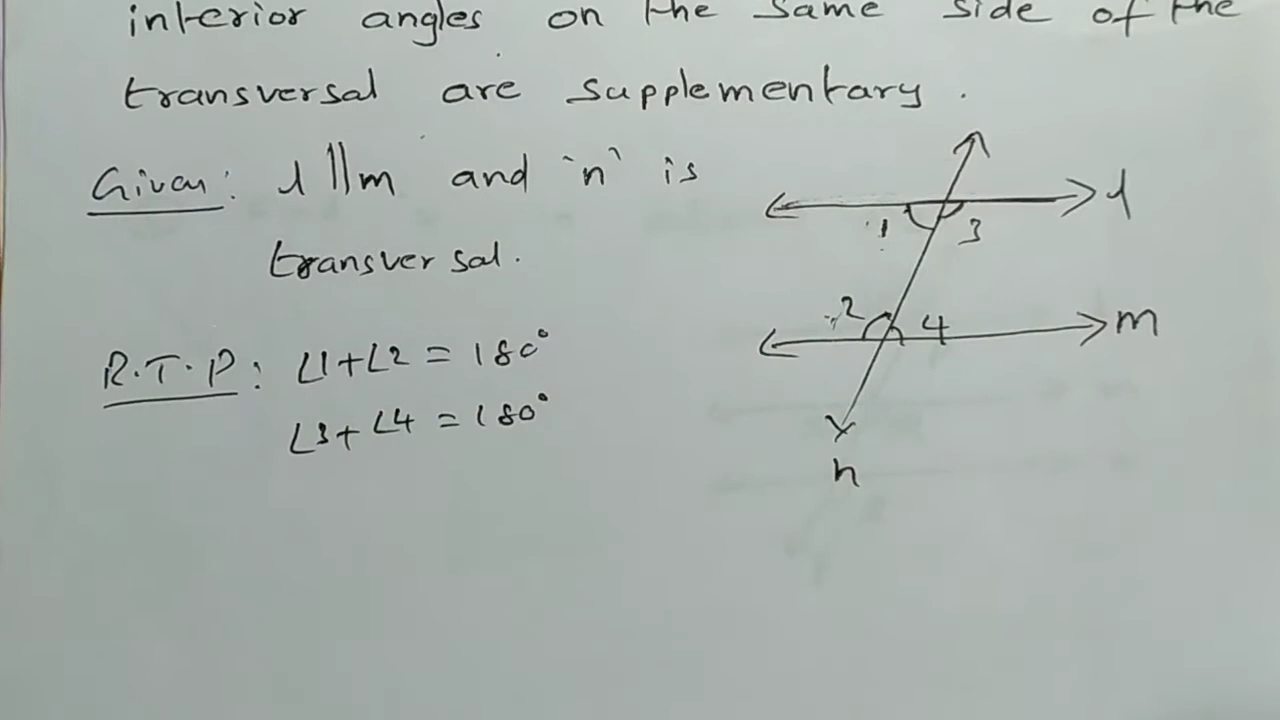 interior angles on the same side of the
transversal are supplementary.
Given: l || m and 'n' is
transversal.
R.T.P: ∠1+∠2 = 180°
∠3+∠4 = 180°
l
1
3
2
4
m
n